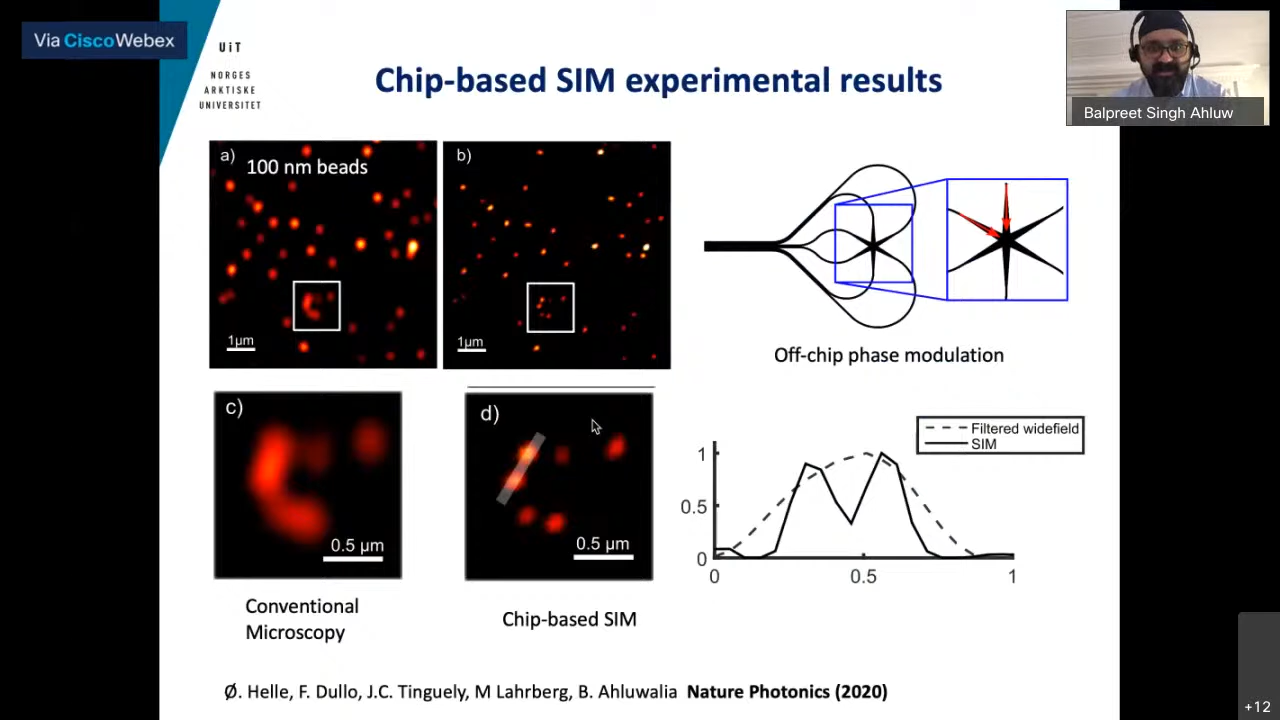 Via CiscoWebex
UiT
NORGES
ARKTISKE
UNIVERSITET
Chip-based SIM experimental results
Balpreet Singh Ahluw
a)
100 nm beads
1µm
b)
1µm
Off-chip phase modulation
c)
0.5 µm
d)
0.5 µm
Filtered widefield
SIM
1
0.5
0
0
0.5
1
Conventional
Microscopy
Chip-based SIM
Ø. Helle, F. Dullo, J.C. Tinguely, M Lahrberg, B. Ahluwalia Nature Photonics (2020)
+12